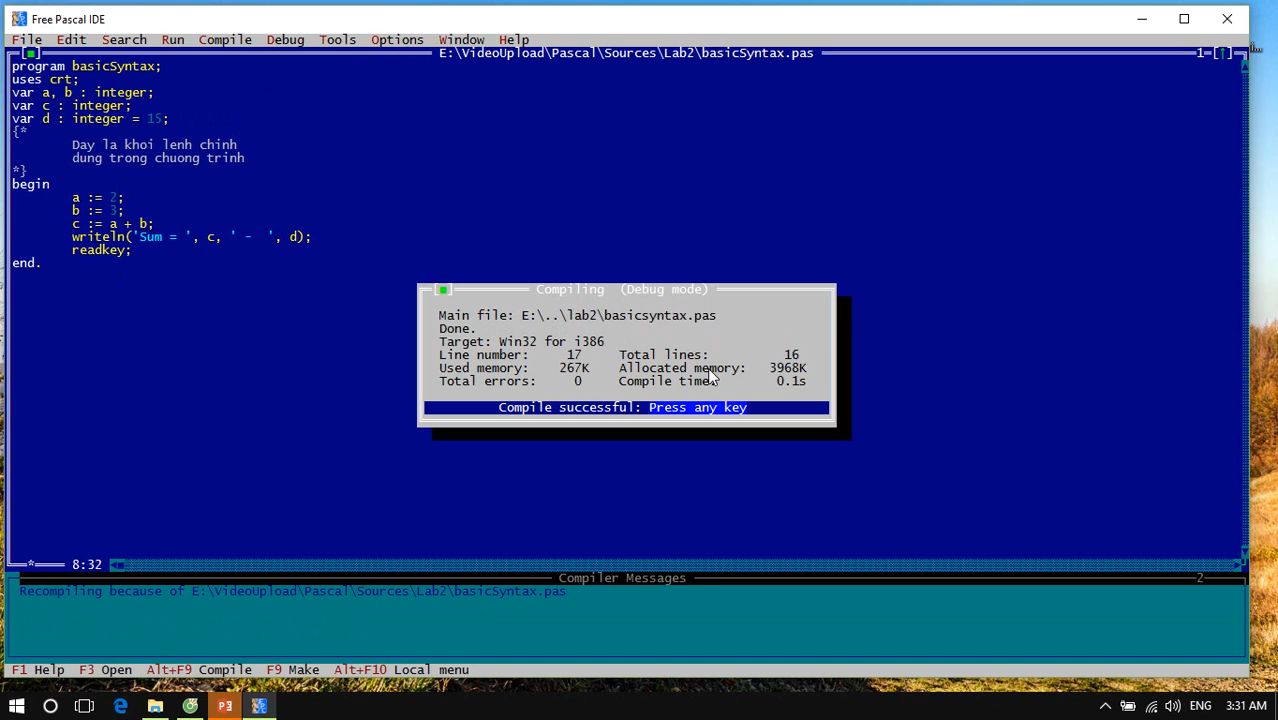 Free Pascal IDE
File Edit Search Run Compile Debug Tools Options Window Help
E:\VideoUpload\Pascal\Sources\Lab2\basicSyntax.pas 1
program basicSyntax;
uses crt;
var a, b : integer;
var c : integer;
var d : integer = 15;
{*
Day la khoi lenh chinh
dung trong chuong trinh
*}
begin
a := 2;
b := 3;
c := a + b;
writeln('Sum = ', c, ' -  ', d);
readkey;
end.
Compiling (Debug mode)
Main file: E:\..\lab2\basicsyntax.pas
Done.
Target: Win32 for i386
Line number: 17 Total lines: 16
Used memory: 267K Allocated memory: 3968K
Total errors: 0 Compile time: 0.1s
Compile successful: Press any key
8:32
Compiler Messages 2
Recompiling because of E:\VideoUpload\Pascal\Sources\Lab2\basicSyntax.pas
F1 Help F3 Open Alt+F9 Compile F9 Make Alt+F10 Local menu
ENG 3:31 AM